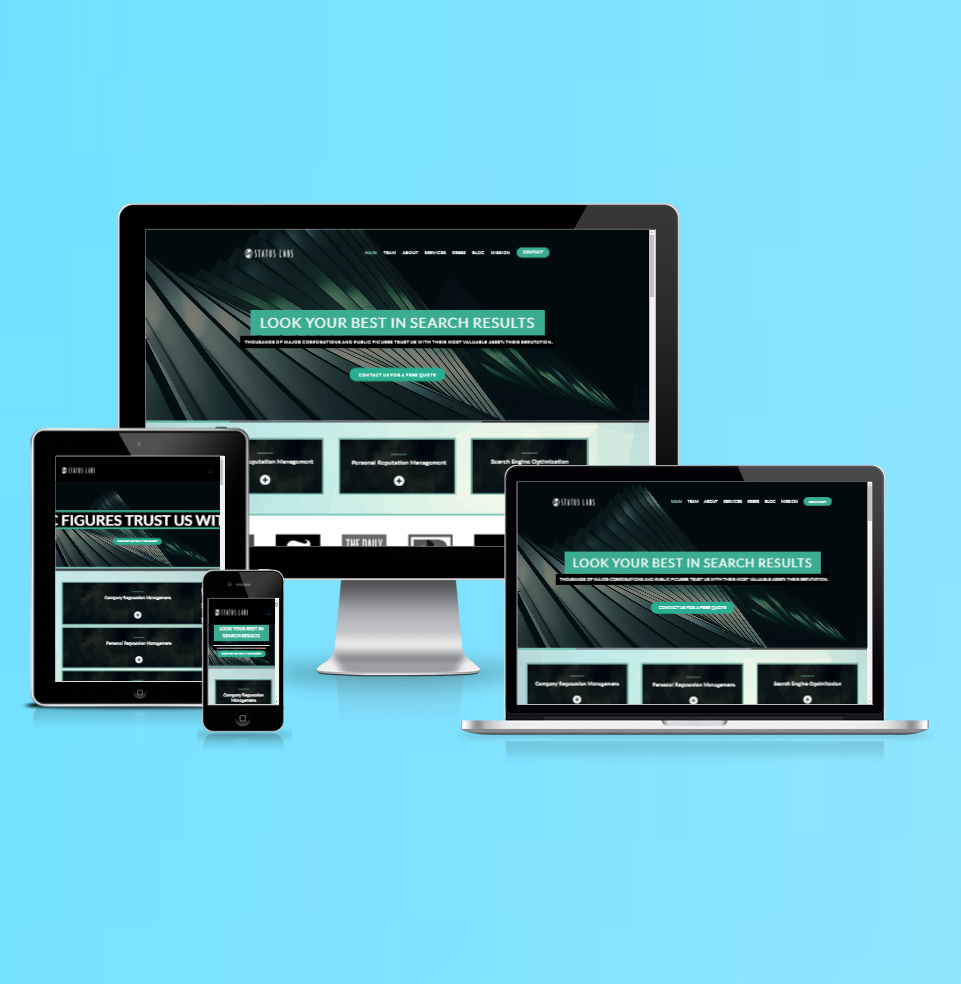 STATUS LABS
MAIN TEAM ABOUT SERVICES PRESS BLOG MISSION CONTACT
LOOK YOUR BEST IN SEARCH RESULTS
THOUSANDS OF MAJOR CORPORATIONS AND PUBLIC FIGURES TRUST US WITH THEIR MOST VALUABLE ASSET: THEIR REPUTATION.
CONTACT US FOR A FREE QUOTE
putation Management Personal Reputation Management Search Engine Optimization
THE DAILY
STATUS LABS
C FIGURES TRUST US WIT
Company Reputation Management
Personal Reputation Management
STATUS LABS
LOOK YOUR BEST IN
SEARCH RESULTS
Company Reputation
Management
STATUS LABS
MAIN TEAM ABOUT SERVICES PRESS BLOG MISSION
LOOK YOUR BEST IN SEARCH RESULTS
THOUSANDS OF MAJOR CORPORATIONS AND PUBLIC FIGURES TRUST US WITH THEIR MOST VALUABLE ASSET: THEIR REPUTATION.
CONTACT US FOR A FREE QUOTE
Company Reputation Management Personal Reputation Management Search Engine Optimization